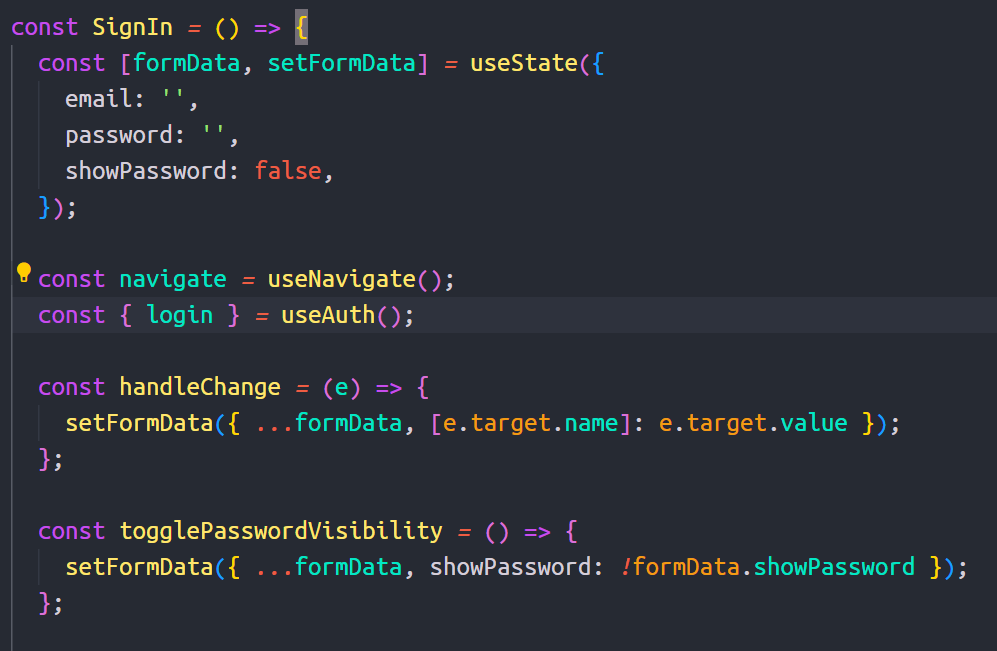 const SignIn = () => {
  const [formData, setFormData] = useState({
    email: '',
    password: '',
    showPassword: false,
  });

  const navigate = useNavigate();
  const { login } = useAuth();

  const handleChange = (e) => {
    setFormData({ ...formData, [e.target.name]: e.target.value });
  };

  const togglePasswordVisibility = () => {
    setFormData({ ...formData, showPassword: !formData.showPassword });
  };